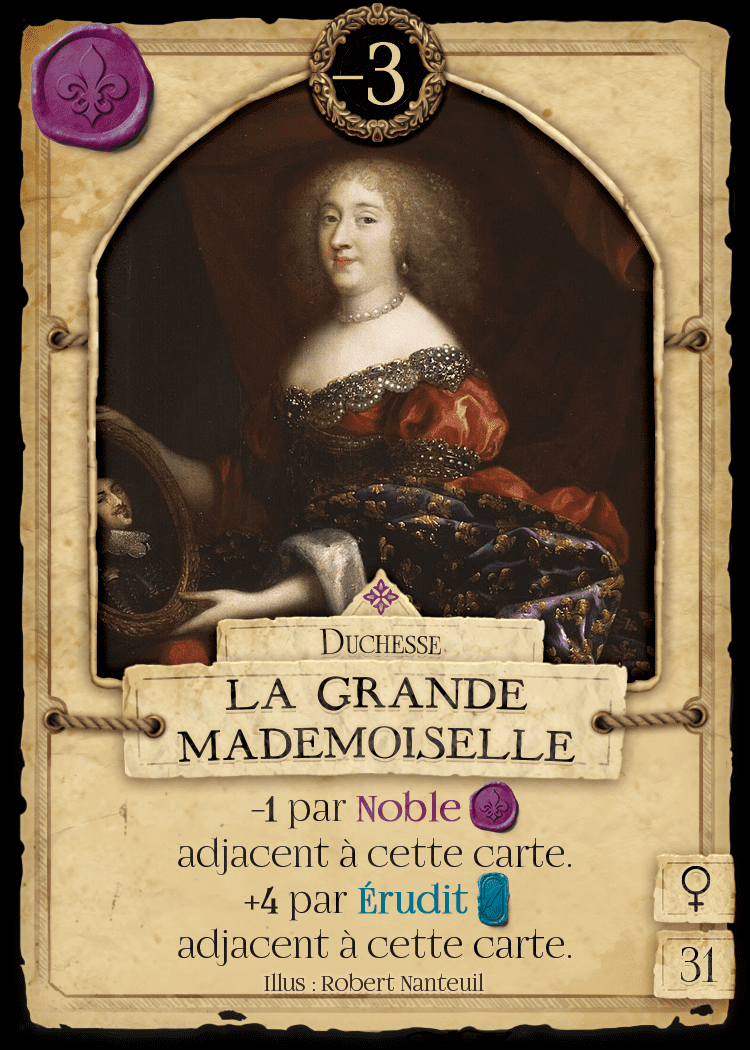 -3
Duchesse
LA GRANDE
MADEMOISELLE
-1 par Noble
adjacent à cette carte.
+4 par Érudit
adjacent à cette carte.
Illus : Robert Nanteuil
♀
31